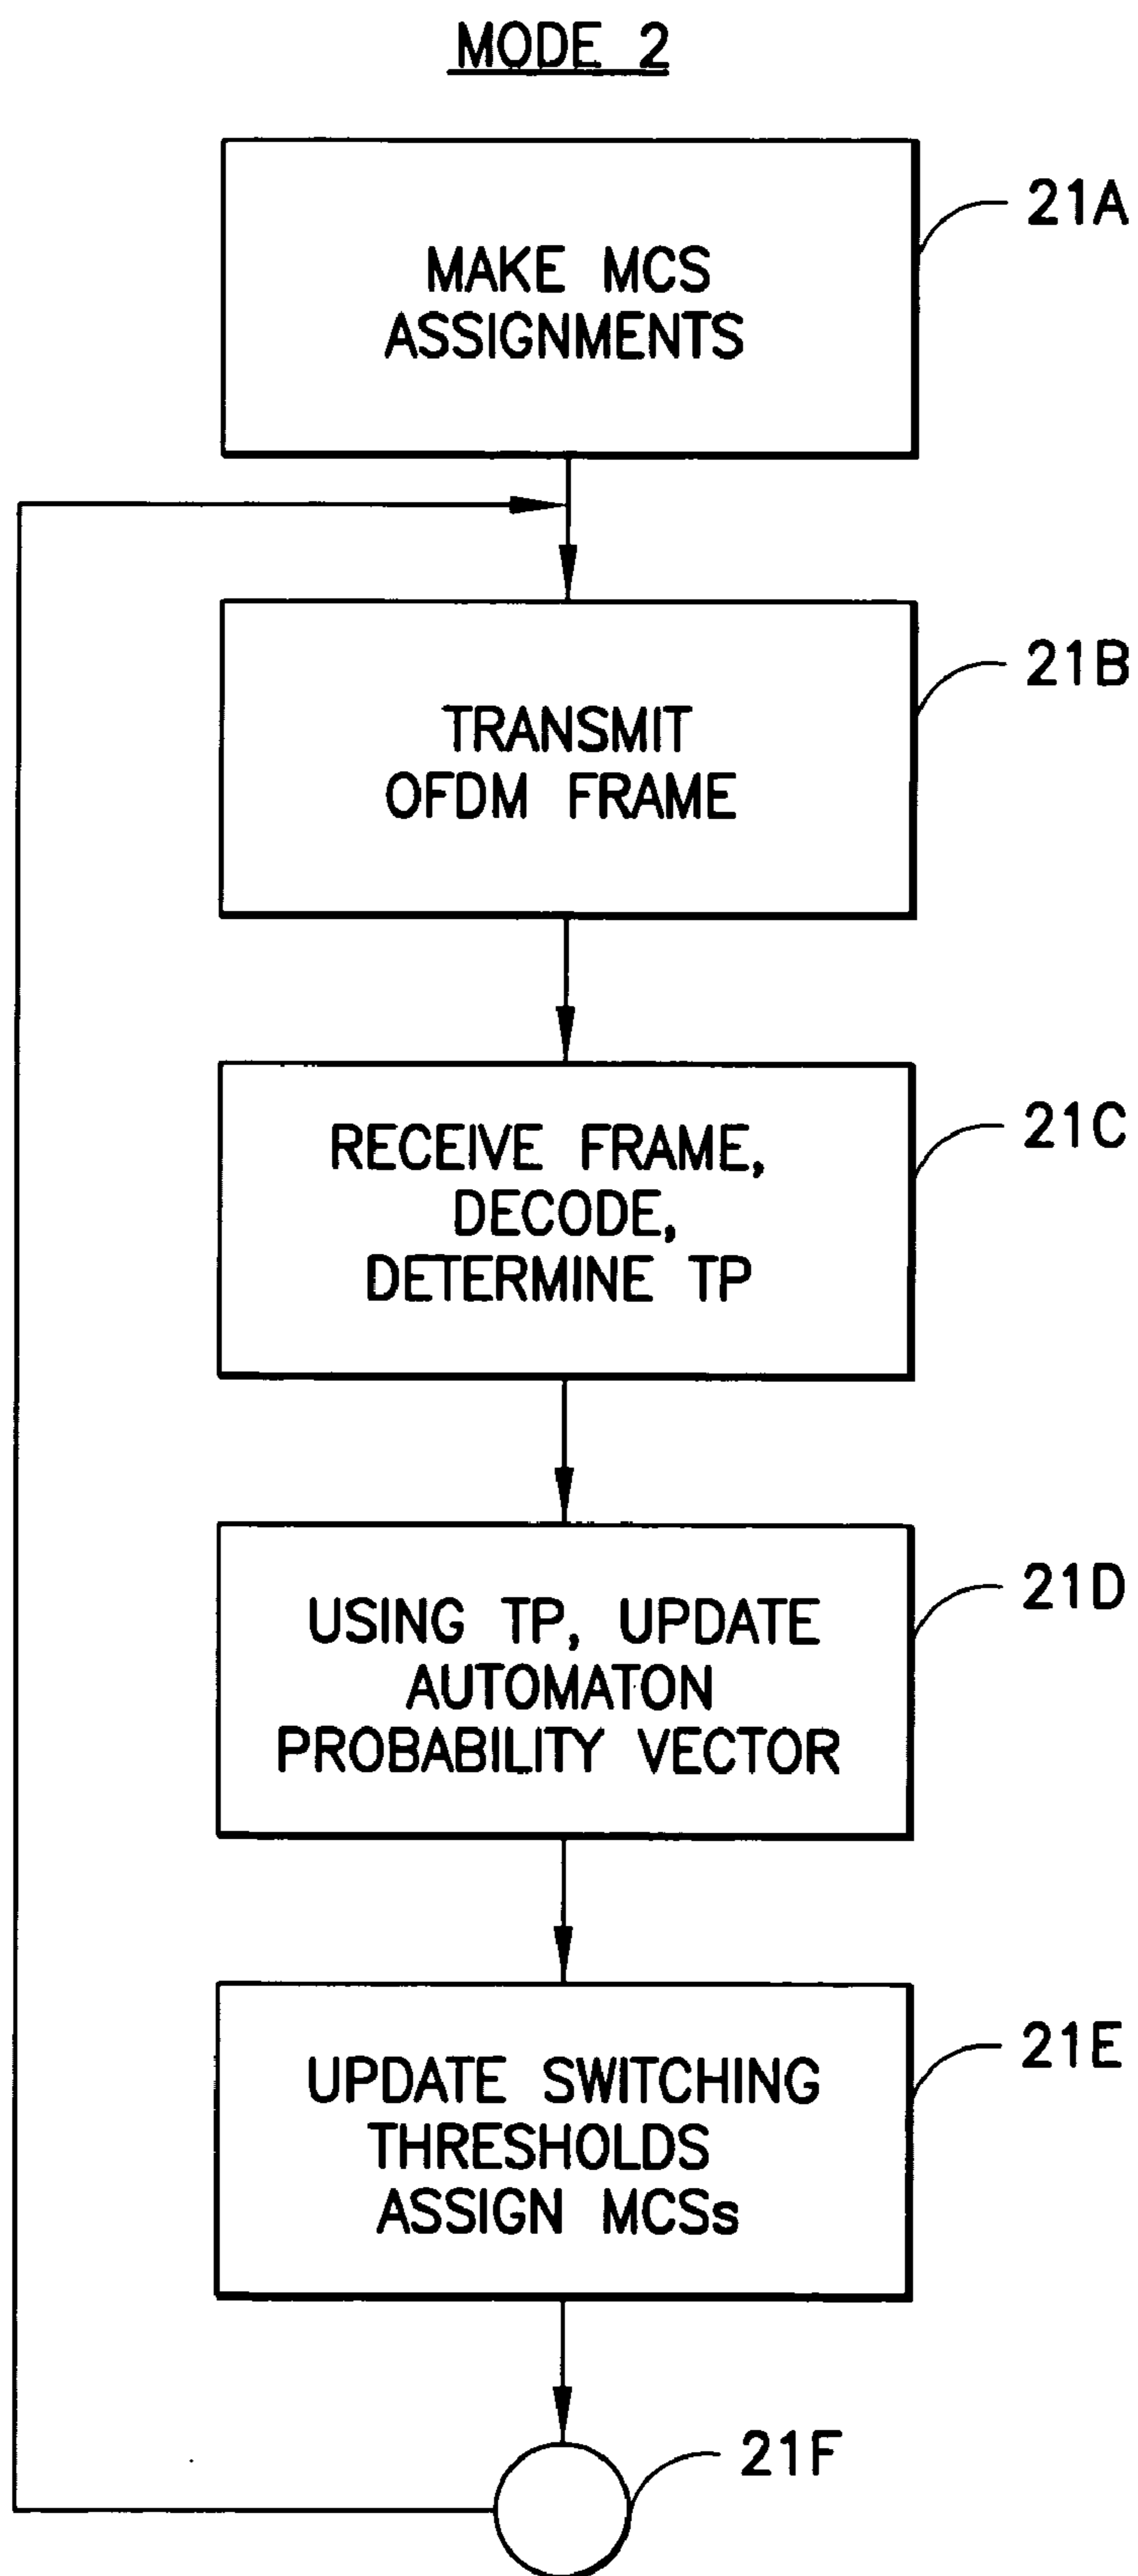 MODE 2
21A
MAKE MCS
ASSIGNMENTS
21B
TRANSMIT
OFDM FRAME
21C
RECEIVE FRAME,
DECODE,
DETERMINE TP
21D
USING TP, UPDATE
AUTOMATON
PROBABILITY VECTOR
21E
UPDATE SWITCHING
THRESHOLDS
ASSIGN MCSs
21F